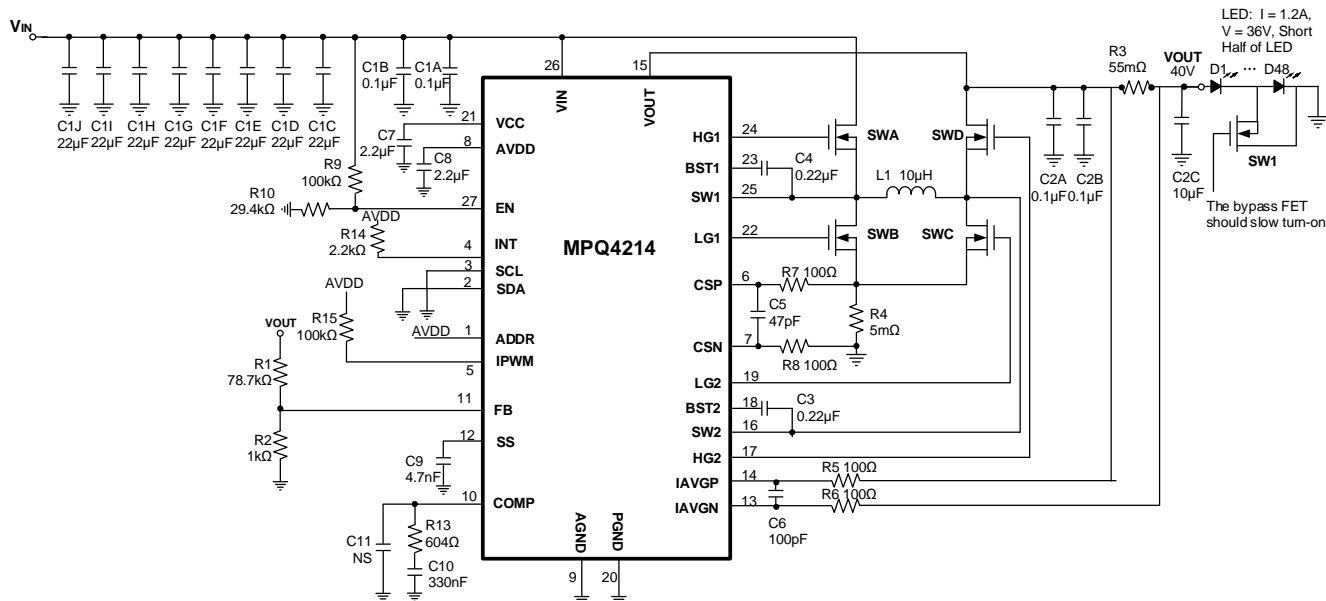 LED: I = 1.2A,
V = 36V, Short
Half of LED
VIN
R3
55mΩ
VOUT
40V
D1
...
D48
C1J
22µF
C1I
22µF
C1H
22µF
C1G
22µF
C1F
22µF
C1E
22µF
C1D
22µF
C1C
22µF
C1B
0.1µF
C1A
0.1µF
26
15
VIN
VOUT
21
VCC
C7
2.2µF
8
AVDD
C8
2.2µF
R9
100kΩ
R10
29.4kΩ
27
EN
AVDD
R14
2.2kΩ
4
INT
3
SCL
2
SDA
AVDD
R15
100kΩ
AVDD
1
ADDR
IPWM
5
VOUT
R1
78.7kΩ
11
FB
R2
1kΩ
12
SS
C9
4.7nF
10
COMP
C11
NS
R13
604Ω
C10
330nF
AGND
PGND
9
20
MPQ4214
HG1
24
SWA
SWD
BST1
23
C4
0.22µF
SW1
25
L1 10µH
LG1
22
SWB
SWC
CSP
6
R7 100Ω
C5
47pF
R4
5mΩ
CSN
7
R8 100Ω
LG2
19
BST2
18
C3
0.22µF
SW2
16
HG2
17
IAVGP
14
R5 100Ω
IAVGN
13
R6 100Ω
C6
100pF
C2A
0.1µF
C2B
0.1µF
C2C
10µF
SW1
The bypass FET
should slow turn-on